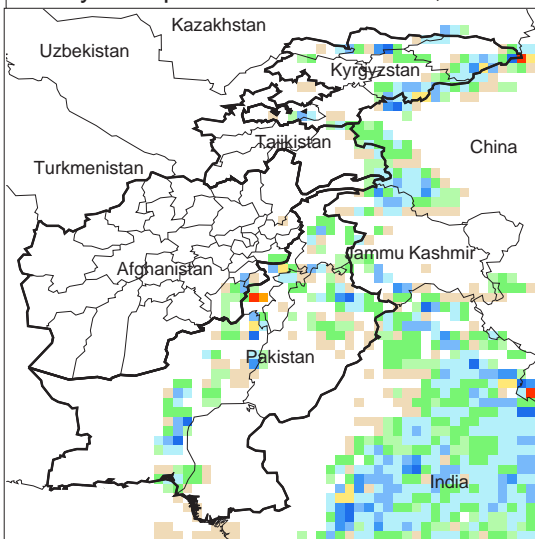 Kazakhstan
Uzbekistan
Kyrgyzstan
Tajikistan
China
Turkmenistan
Jammu Kashmir
Afghanistan
Pakistan
India